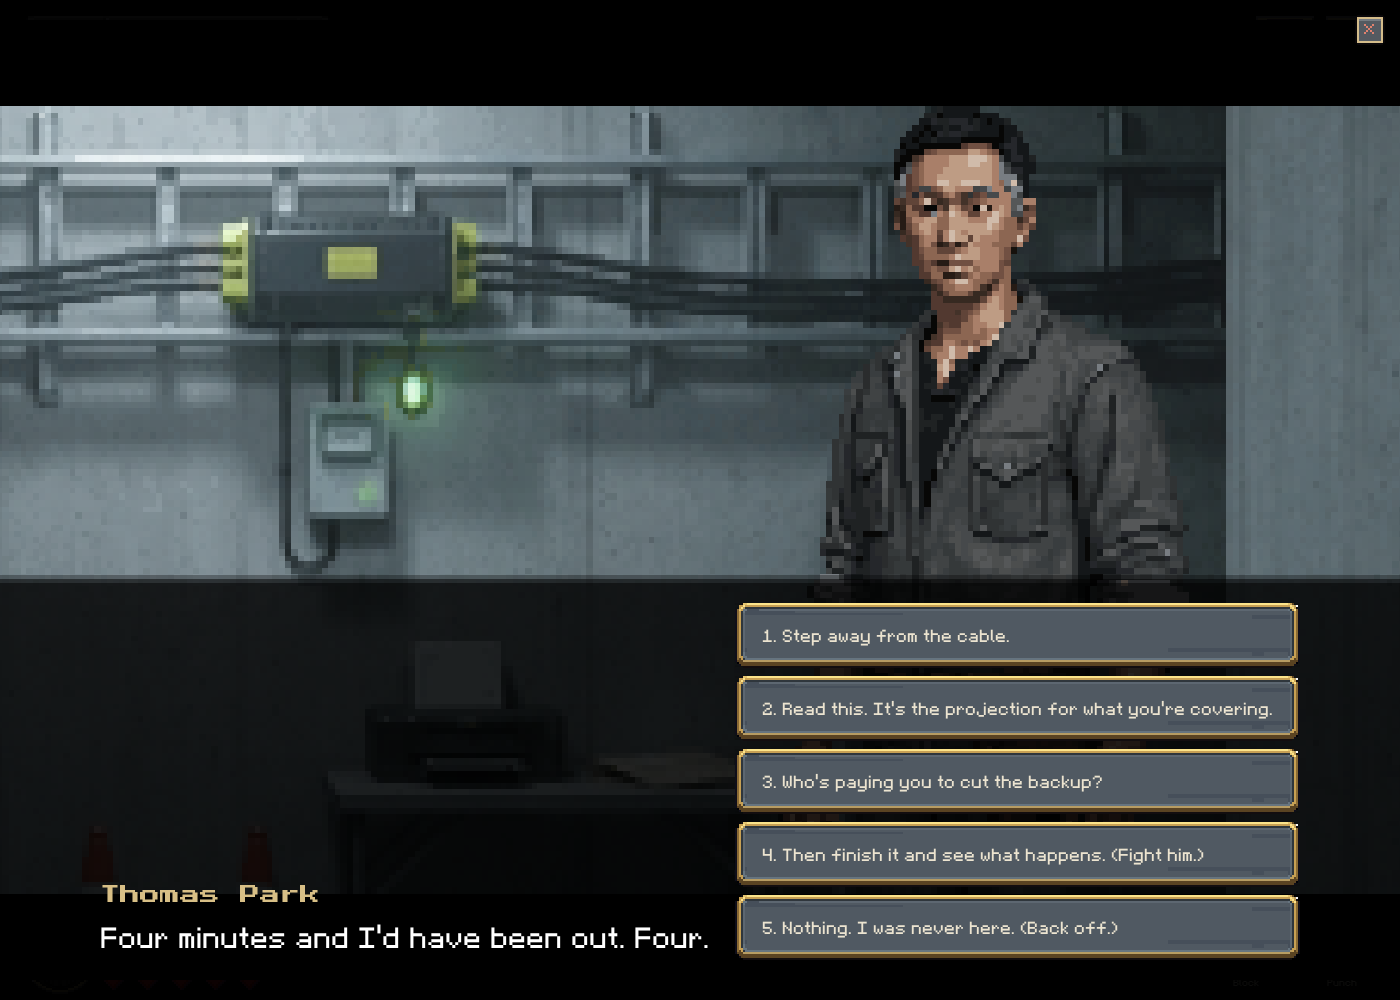 1. Step away from the cable.
2. Read this. It's the projection for what you're covering.
3. Who's paying you to cut the backup?
4. Then finish it and see what happens. (Fight him.)
5. Nothing. I was never here. (Back off.)
Thomas Park
Four minutes and I'd have been out. Four.